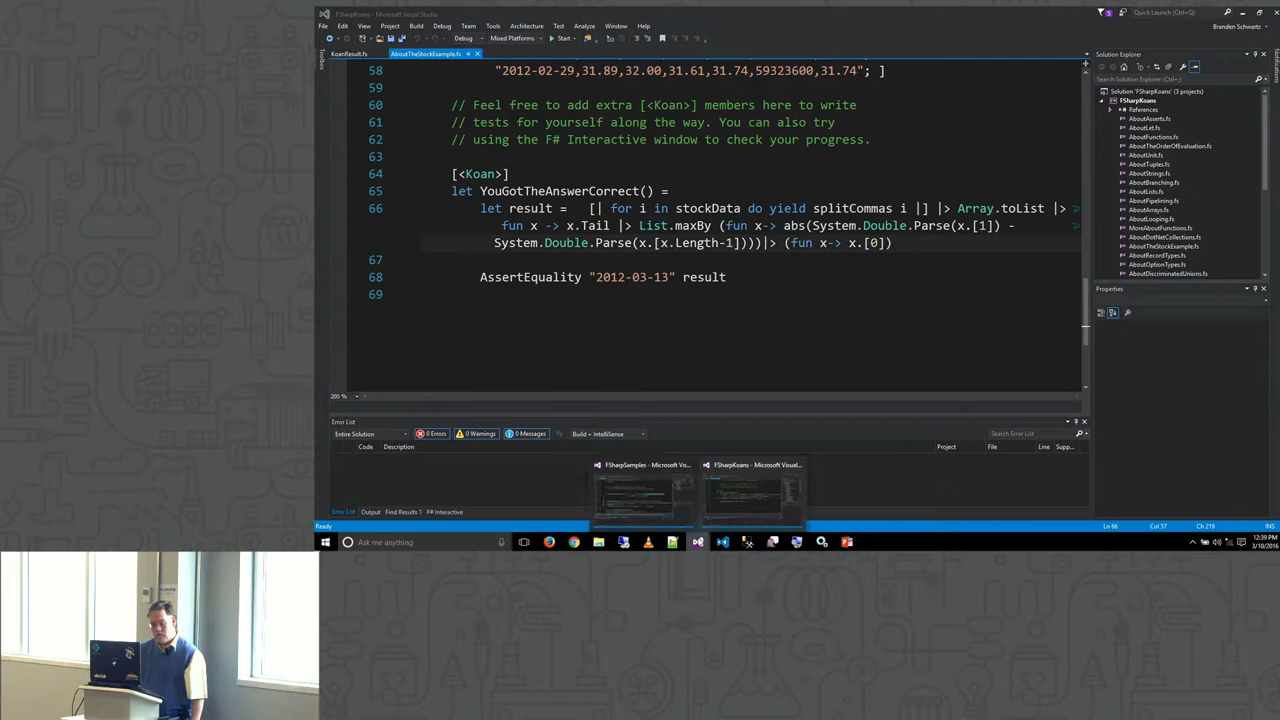 FSharpKoans - Microsoft Visual Studio
5
Quick Launch (Ctrl+Q)
File Edit View Project Build Debug Team Tools Architecture Test Analyze Window Help
Branden Schwartz
Debug Mixed Platforms Start
Toolbox
KoanResult.fs AboutTheStockExample.fs
58 "2012-02-29,31.89,32.00,31.61,31.74,59323600,31.74"; ]
59
60 // Feel free to add extra [<Koan>] members here to write
61 // tests for yourself along the way. You can also try
62 // using the F# Interactive window to check your progress.
63
64 [<Koan>]
65 let YouGotTheAnswerCorrect() =
66 let result = [| for i in stockData do yield splitCommas i |] |> Array.toList |>
fun x -> x.Tail |> List.maxBy (fun x-> abs(System.Double.Parse(x.[1]) -
System.Double.Parse(x.[x.Length-1])))|> (fun x-> x.[0])
67
68 AssertEquality "2012-03-13" result
69
200 %
Solution Explorer
Search Solution Explorer (Ctrl+;)
Solution 'FSharpKoans' (3 projects)
FSharpKoans
References
AboutAsserts.fs
AboutLet.fs
AboutFunctions.fs
AboutTheOrderOfEvaluation.fs
AboutUnit.fs
AboutTuples.fs
AboutStrings.fs
AboutBranching.fs
AboutLists.fs
AboutPipelining.fs
AboutArrays.fs
AboutLooping.fs
MoreAboutFunctions.fs
AboutDotNetCollections.fs
AboutTheStockExample.fs
AboutRecordTypes.fs
AboutOptionTypes.fs
AboutDiscriminatedUnions.fs
Properties
Notifications
Error List
Entire Solution 0 Errors 0 Warnings 0 Messages Build + IntelliSense Search Error List
Code Description Project File Line Supp...
FSharpSamples - Microsoft Vis... FSharpKoans - Microsoft Visual...
Error List Output Find Results 1 F# Interactive
Ready Ln 66 Col 57 Ch 219 INS
Ask me anything
12:39 PM
3/10/2016